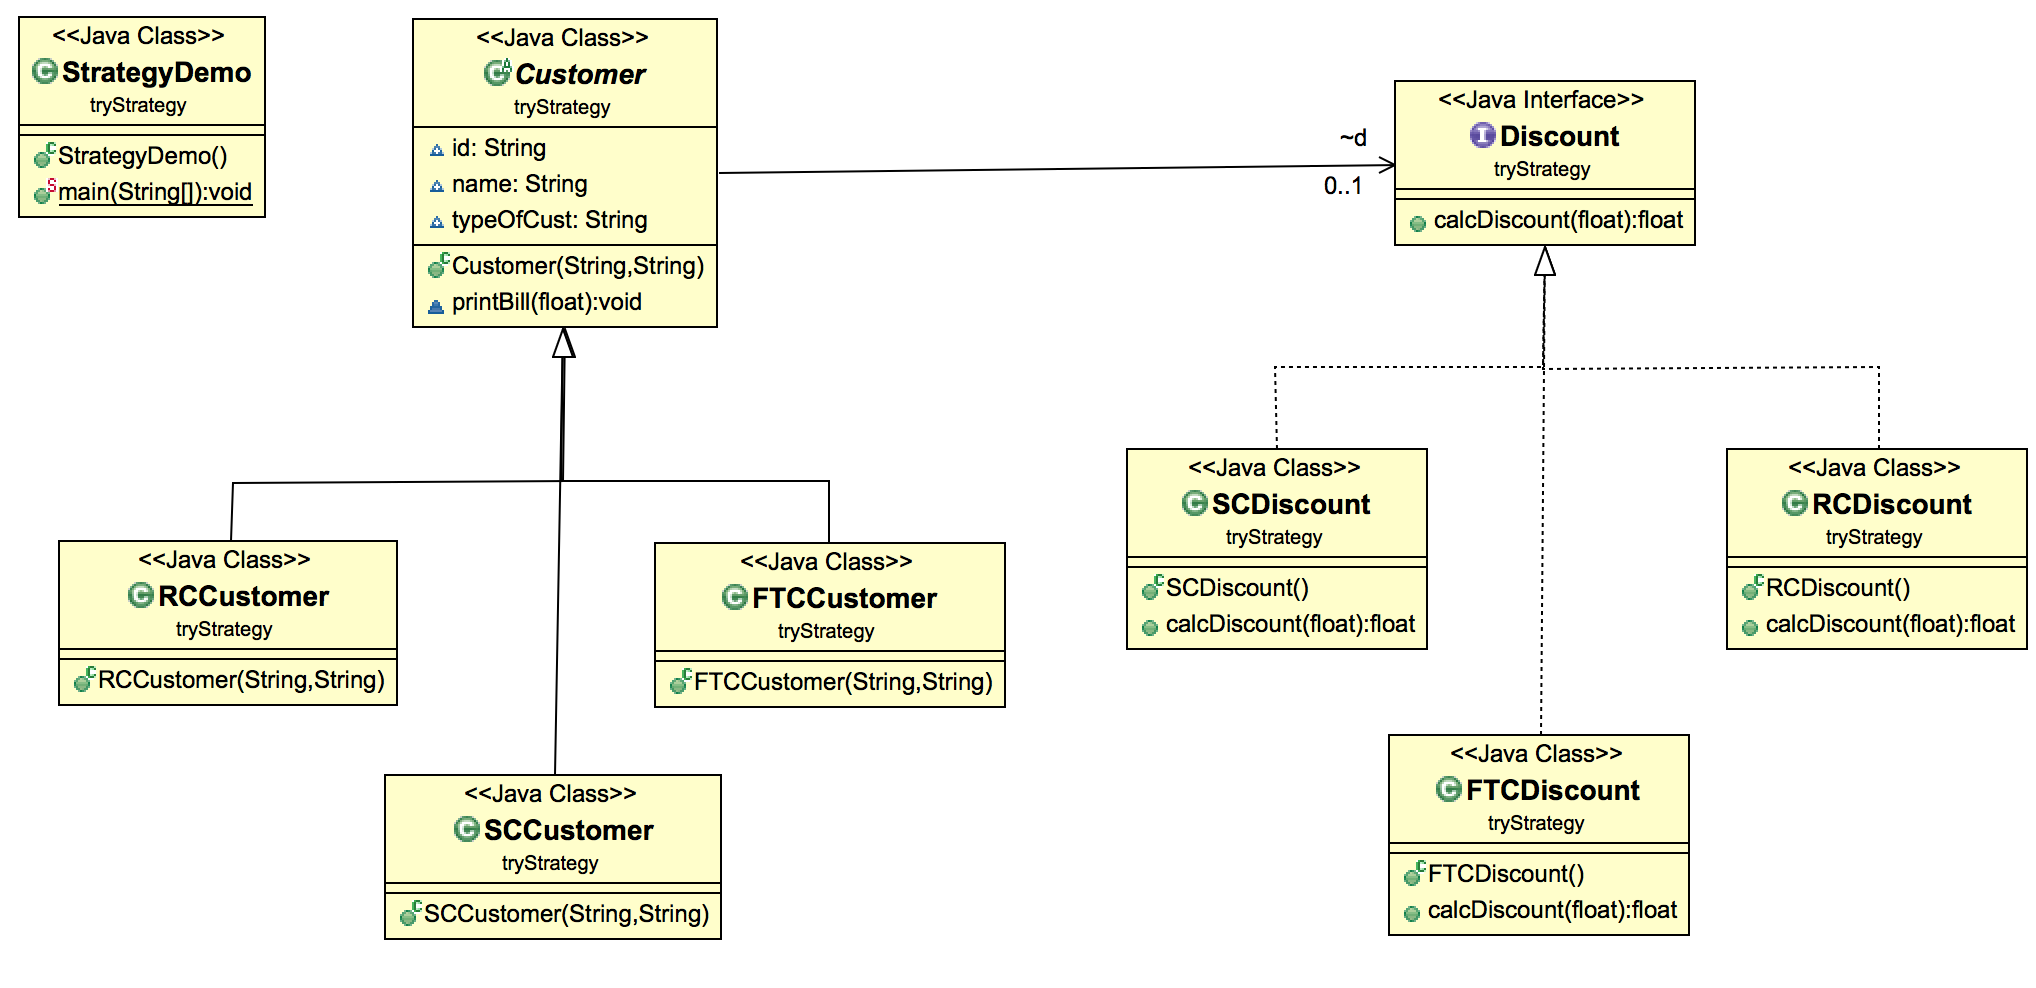 <<Java Class>>
StrategyDemo
tryStrategy
StrategyDemo()
main(String[]):void
<<Java Class>>
Customer
tryStrategy
id: String
name: String
typeOfCust: String
Customer(String,String)
printBill(float):void
~d
0..1
<<Java Interface>>
Discount
tryStrategy
calcDiscount(float):float
<<Java Class>>
RCCustomer
tryStrategy
RCCustomer(String,String)
<<Java Class>>
FTCCustomer
tryStrategy
FTCCustomer(String,String)
<<Java Class>>
SCCustomer
tryStrategy
SCCustomer(String,String)
<<Java Class>>
SCDiscount
tryStrategy
SCDiscount()
calcDiscount(float):float
<<Java Class>>
RCDiscount
tryStrategy
RCDiscount()
calcDiscount(float):float
<<Java Class>>
FTCDiscount
tryStrategy
FTCDiscount()
calcDiscount(float):float